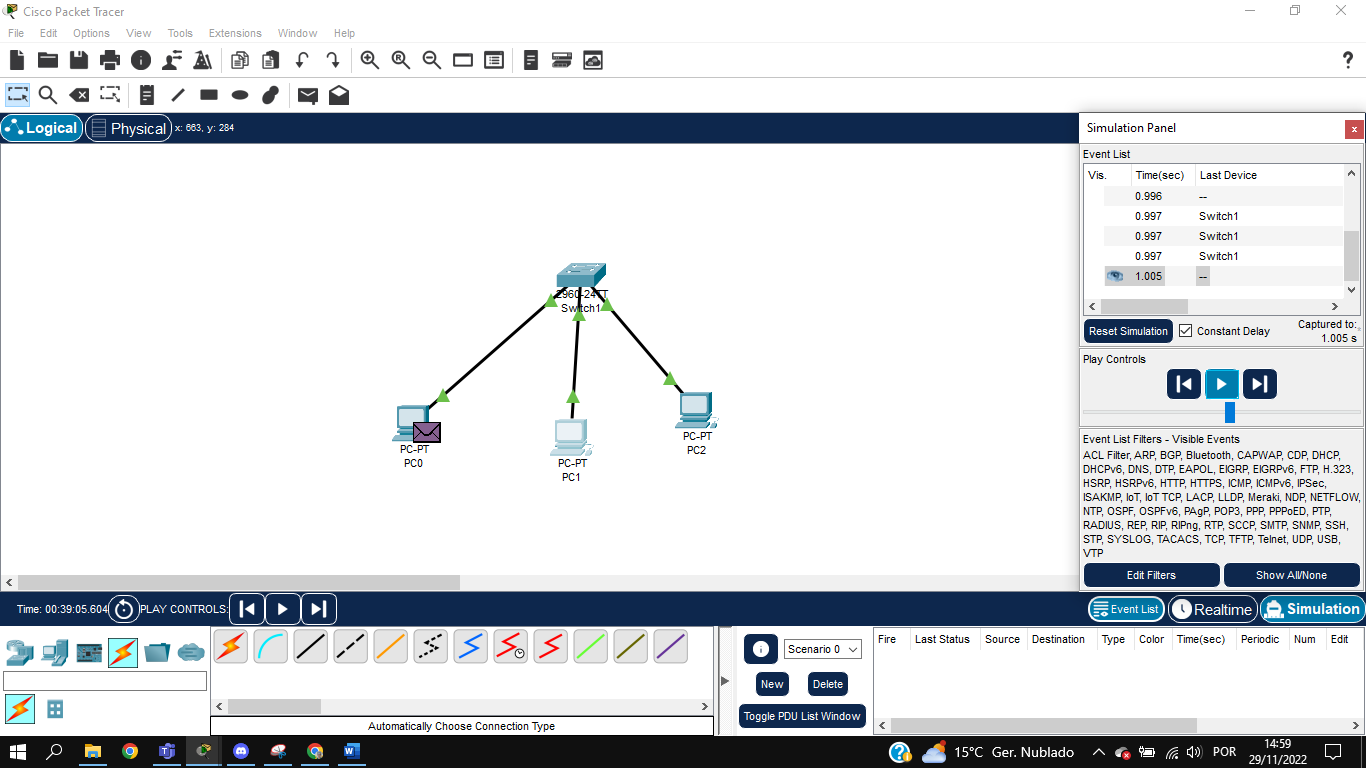 Cisco Packet Tracer
File Edit Options View Tools Extensions Window Help
?
Logical Physical x: 663, y: 284
Simulation Panel
x
Event List
Vis. Time(sec) Last Device
0.996 --
0.997 Switch1
0.997 Switch1
0.997 Switch1
1.005 --
Reset Simulation Constant Delay Captured to:
1.005 s
Play Controls
2960-24TT
Switch1
PC-PT
PC0
PC-PT
PC1
PC-PT
PC2
Event List Filters - Visible Events
ACL Filter, ARP, BGP, Bluetooth, CAPWAP, CDP, DHCP,
DHCPv6, DNS, DTP, EAPOL, EIGRP, EIGRPv6, FTP, H.323,
HSRP, HSRPv6, HTTP, HTTPS, ICMP, ICMPv6, IPSec,
ISAKMP, IoT, IoT TCP, LACP, LLDP, Meraki, NDP, NETFLOW,
NTP, OSPF, OSPFv6, PAgP, POP3, PPP, PPPoED, PTP,
RADIUS, REP, RIP, RIPng, RTP, SCCP, SMTP, SNMP, SSH,
STP, SYSLOG, TACACS, TCP, TFTP, Telnet, UDP, USB,
VTP
Edit Filters Show All/None
Time: 00:39:05.604 PLAY CONTROLS: Event List Realtime Simulation
Scenario 0
New Delete
Toggle PDU List Window
Fire Last Status Source Destination Type Color Time(sec) Periodic Num Edit
Automatically Choose Connection Type
15°C Ger. Nublado POR 14:59
29/11/2022